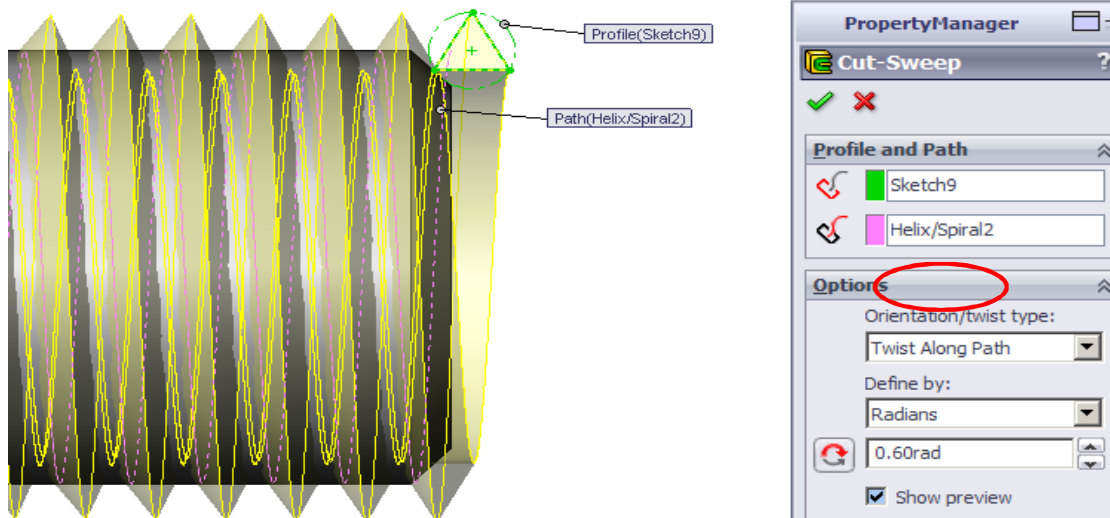 Profile(Sketch9)
Path(Helix/Spiral2)
PropertyManager
Cut-Sweep ?
Profile and Path
Sketch9
Helix/Spiral2
Options
Orientation/twist type:
Twist Along Path
Define by:
Radians
0.60rad
Show preview